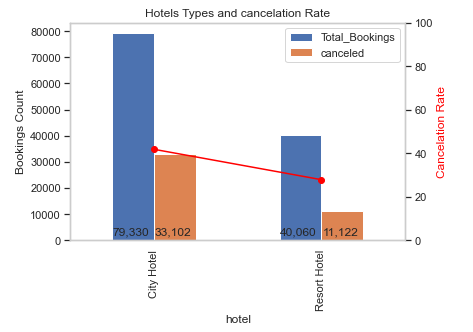 Hotels Types and cancelation Rate
Total_Bookings
canceled
Bookings Count
80000
70000
60000
50000
40000
30000
20000
10000
0
100
80
60
40
20
0
Cancelation Rate
79,330 33,102 40,060 11,122
City Hotel
Resort Hotel
hotel